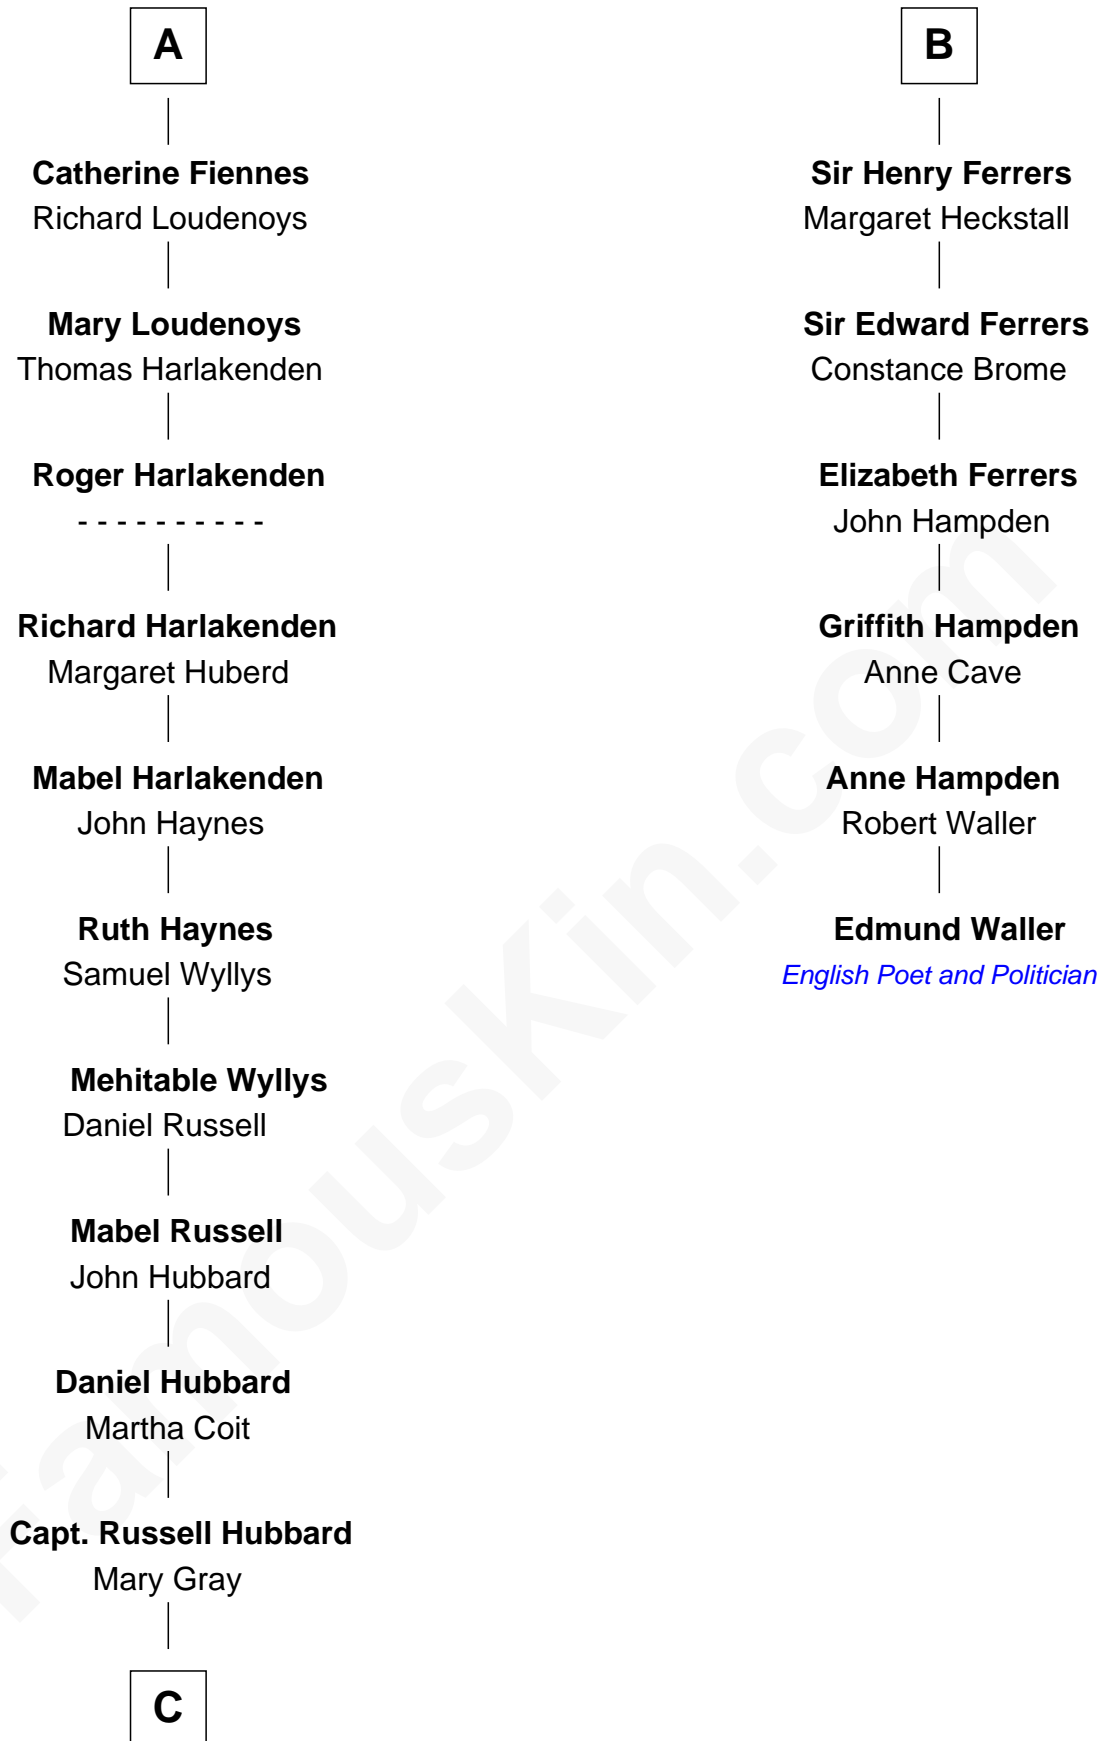 A
Catherine Fiennes
Richard Loudenoys
Mary Loudenoys
Thomas Harlakenden
Roger Harlakenden
- - - - - - - - - -
Richard Harlakenden
Margaret Huberd
Mabel Harlakenden
John Haynes
Ruth Haynes
Samuel Wyllys
Mehitable Wyllys
Daniel Russell
Mabel Russell
John Hubbard
Daniel Hubbard
Martha Coit
Capt. Russell Hubbard
Mary Gray
C
B
Sir Henry Ferrers
Margaret Heckstall
Sir Edward Ferrers
Constance Brome
Elizabeth Ferrers
John Hampden
Griffith Hampden
Anne Cave
Anne Hampden
Robert Waller
Edmund Waller
English Poet and Politician
FamousKin.com